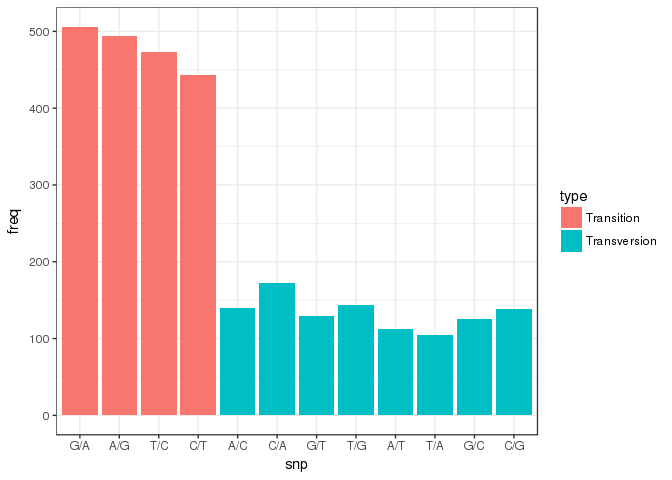 500
400
300
200
100
0
freq
G/A A/G T/C C/T A/C C/A G/T T/G A/T T/A G/C C/G
snp
type
Transition
Transversion